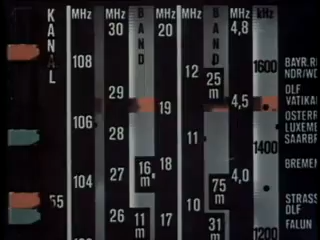 KANAL
55
MHz
108
106
104
MHz
30
29
28
27
26
BAND
16
m
11
m
MHz
20
19
18
17
12
11
10
BAND
25
m
75
m
31
m
MHz
4,8
4,5
4,0
kHz
1600
1400
1200
BAYR.R
NDR/W
DLF
VATIKA
ÖSTERR
LUXEME
SAARBR
BREMEN
STRASS
DLF
FALUN